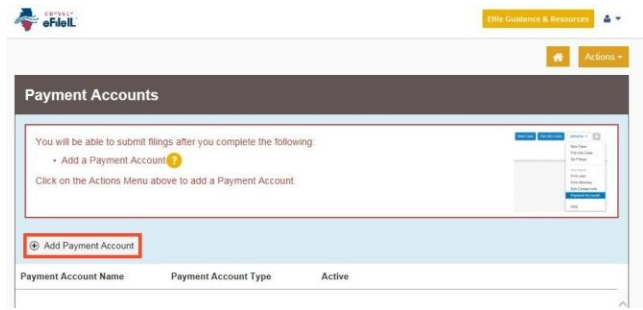 ODYSSEY
eFileIL
Efile Guidance & Resources
Actions
Payment Accounts
You will be able to submit filings after you complete the following:
• Add a Payment Account ?
Click on the Actions Menu above to add a Payment Account.
Add Payment Account
Payment Account Name Payment Account Type Active